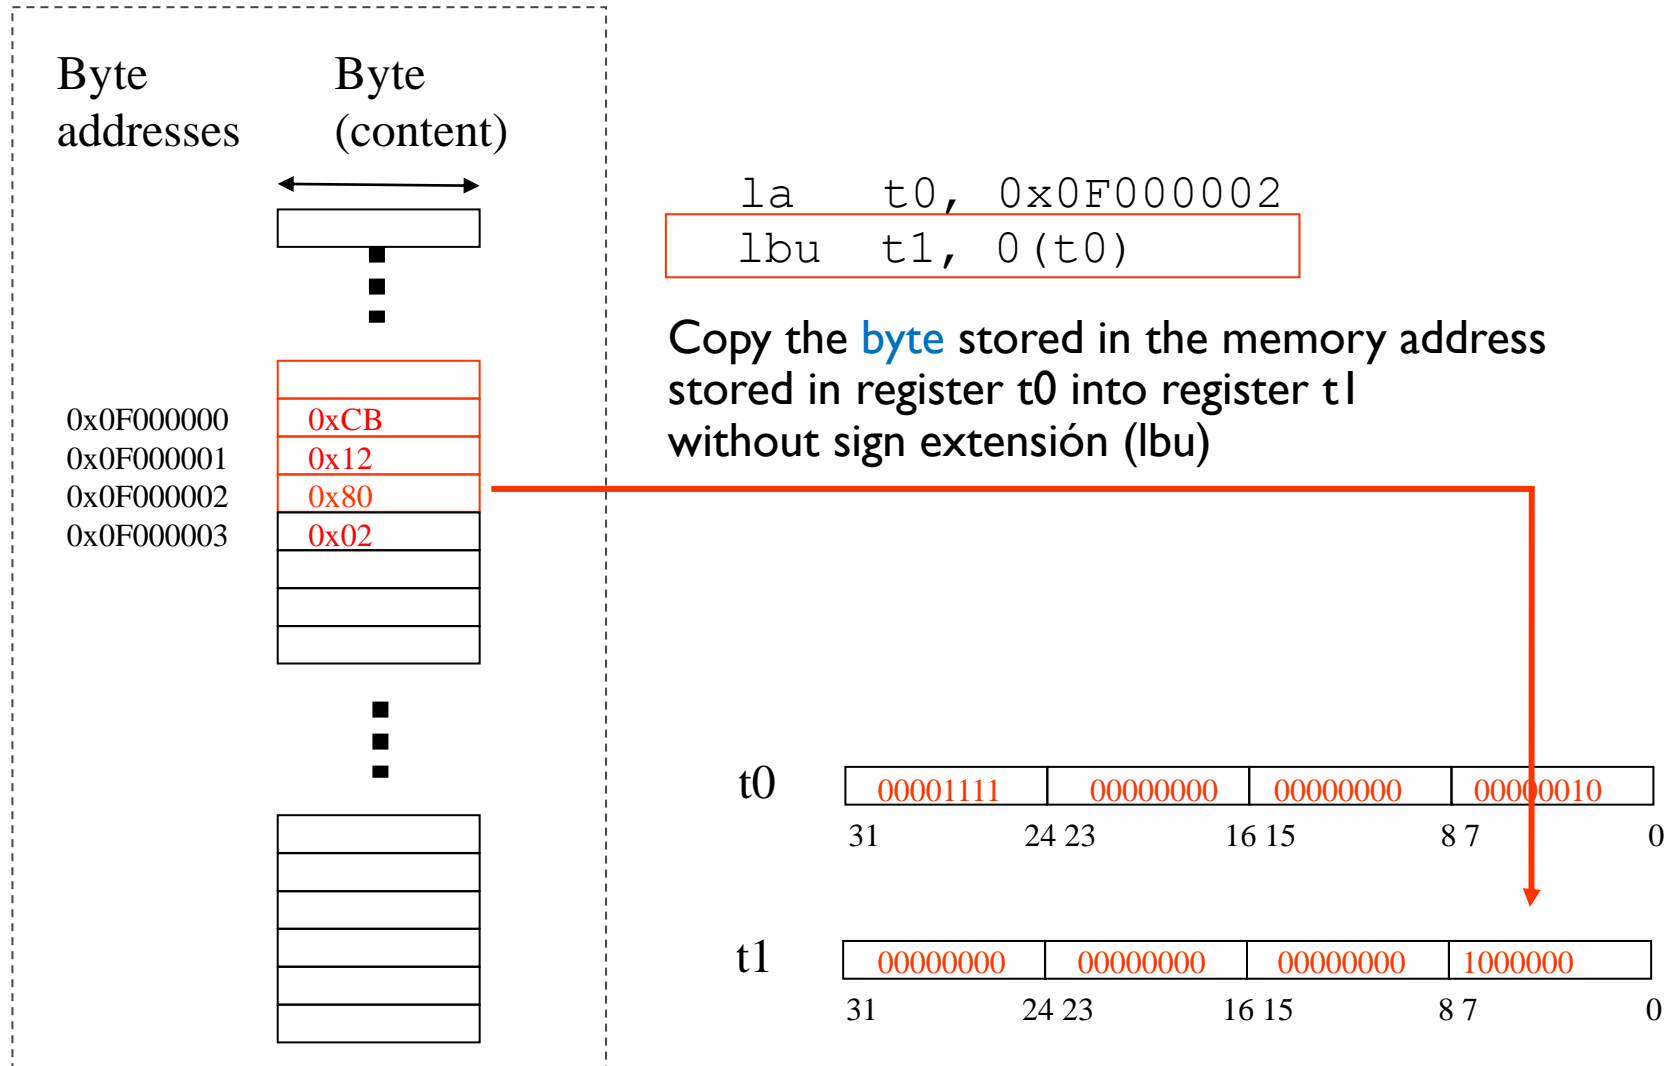 Byte addresses
Byte (content)
la t0, 0x0F000002
lbu t1, 0(t0)
Copy the byte stored in the memory address
stored in register t0 into register t1
without sign extensión (lbu)
0x0F000000 0xCB
0x0F000001 0x12
0x0F000002 0x80
0x0F000003 0x02
t0 00001111 00000000 00000000 00000010
31 24 23 16 15 8 7 0
t1 00000000 00000000 00000000 1000000
31 24 23 16 15 8 7 0